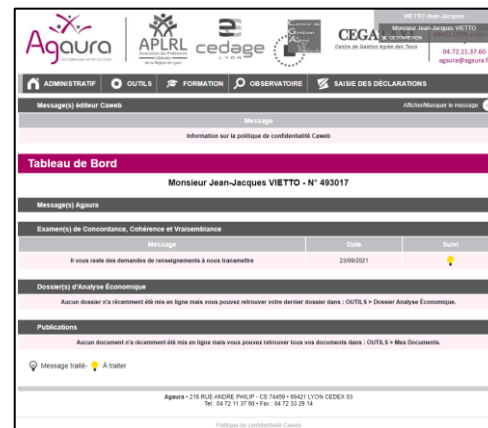 VIETTO Jean-Jacques
Monsieur Jean-Jacques VIETTO
DÉCONNEXION
Agaura
ACCOMPAGNE VOTRE GESTION
APLRL
Association des Professions
Libérales
de la Région de Lyon
cedage
LYON
Centre de
Gestion
CEGA
Centre de Gestion Agréé des Taxis
04.72.11.37.60
agaura@agaura.f
ADMINISTRATIF
OUTILS
FORMATION
OBSERVATOIRE
SAISIE DES DÉCLARATIONS
Message(s) éditeur Caweb
Afficher/Masquer le message
Message
Information sur la politique de confidentialité Caweb
Tableau de Bord
Monsieur Jean-Jacques VIETTO - N° 493017
Message(s) Agaura
Examen(s) de Concordance, Cohérence et Vraisemblance
Message Date Suivi
Il vous reste des demandes de renseignements à nous transmettre 23/09/2021
Dossier(s) d'Analyse Économique
Aucun dossier n'a récemment été mis en ligne mais vous pouvez retrouver votre dernier dossier dans : OUTILS > Dossier Analyse Économique.
Publications
Aucun document n'a récemment été mis en ligne mais vous pouvez retrouver tous vos documents dans : OUTILS > Mes Documents.
Message traité- À traiter
Agaura • 216 RUE ANDRE PHILIP - CS 74459 • 69421 LYON CEDEX 03
Tel : 04 72 11 37 60 • Fax : 04 72 33 29 14
Politique de confidentialité Caweb